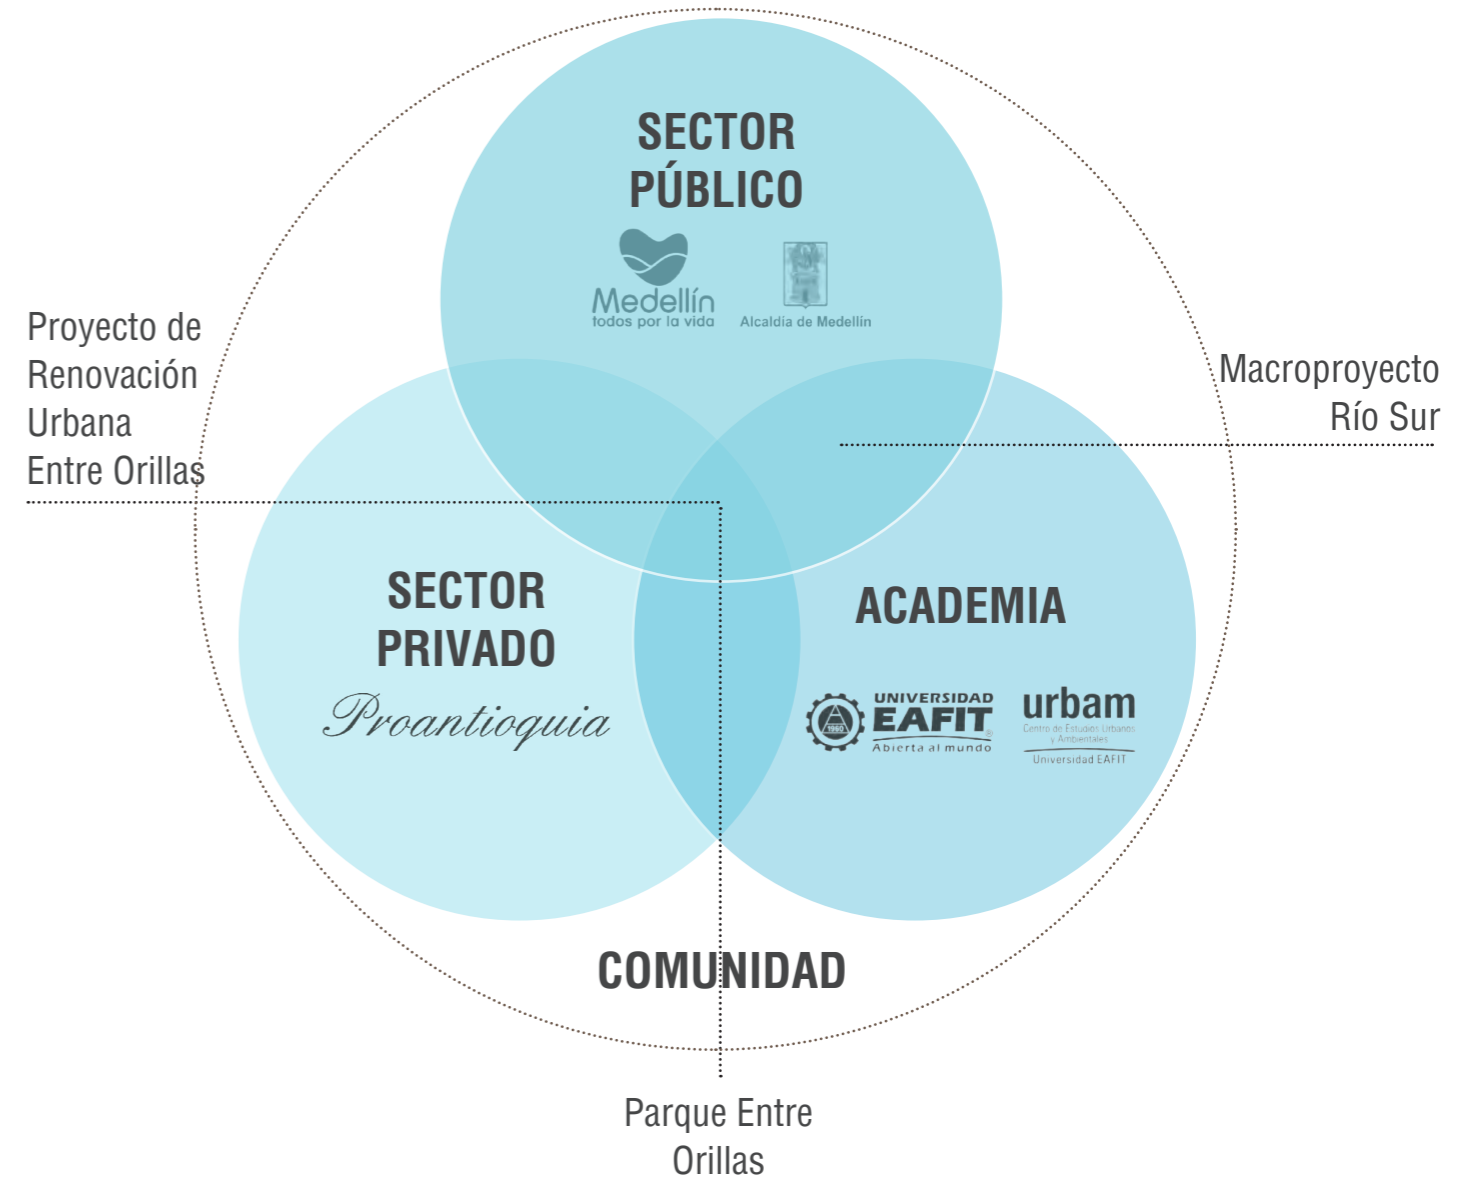 SECTOR
PÚBLICO
Medellín
todos por la vida
Alcaldía de Medellín
Proyecto de
Renovación
Urbana
Entre Orillas
Macroproyecto
Río Sur
SECTOR
PRIVADO
Proantioquia
ACADEMIA
1960
UNIVERSIDAD
EAFIT
®
Abierta al mundo
urbam
Centro de Estudios Urbanos
y Ambientales
Universidad EAFIT
COMUNIDAD
Parque Entre
Orillas